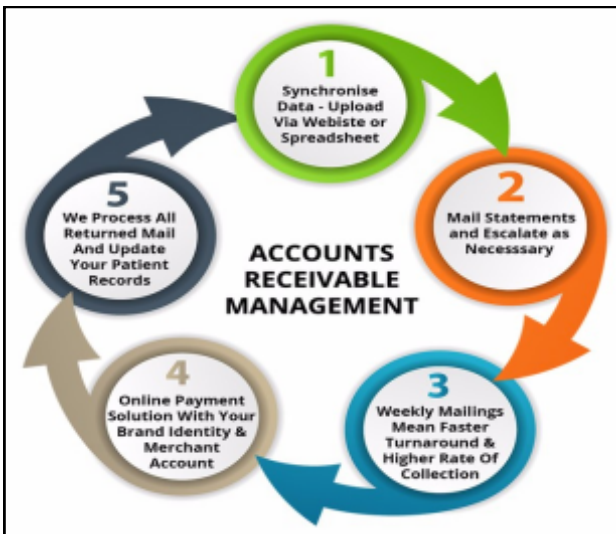 1
Synchronise
Data - Upload
Via Webiste or
Spreadsheet
2
Mail Statements
and Escalate as
Necesssary
3
Weekly Mailings
Mean Faster
Turnaround &
Higher Rate Of
Collection
4
Online Payment
Solution With Your
Brand Identity &
Merchant
Account
5
We Process All
Returned Mail
And Update
Your Patient
Records
ACCOUNTS
RECEIVABLE
MANAGEMENT